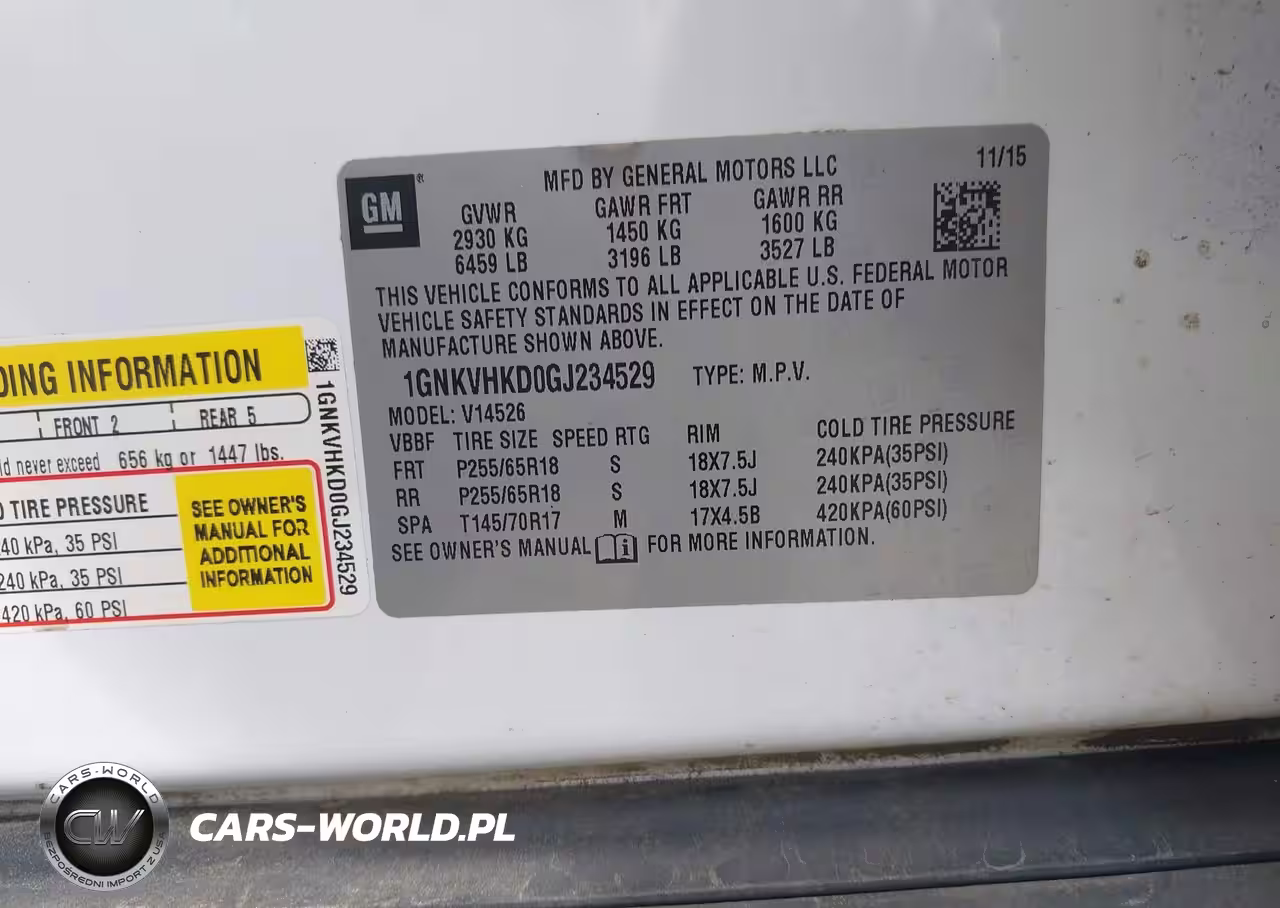 11/15
MFD BY GENERAL MOTORS LLC
GM®
GVWR GAWR FRT GAWR RR
2930 KG 1450 KG 1600 KG
6459 LB 3196 LB 3527 LB
THIS VEHICLE CONFORMS TO ALL APPLICABLE U.S. FEDERAL MOTOR
VEHICLE SAFETY STANDARDS IN EFFECT ON THE DATE OF
MANUFACTURE SHOWN ABOVE.
1GNKVHKD0GJ234529 TYPE: M.P.V.
MODEL: V14526
VBBF TIRE SIZE SPEED RTG RIM COLD TIRE PRESSURE
FRT P255/65R18 S 18X7.5J 240KPA(35PSI)
RR P255/65R18 S 18X7.5J 240KPA(35PSI)
SPA T145/70R17 M 17X4.5B 420KPA(60PSI)
SEE OWNER'S MANUAL i FOR MORE INFORMATION.
DING INFORMATION
FRONT 2 REAR 5
ld never exceed 656 kg or 1447 lbs.
D TIRE PRESSURE
240 kPa, 35 PSI
240 kPa, 35 PSI
420 kPa, 60 PSI
SEE OWNER'S
MANUAL FOR
ADDITIONAL
INFORMATION
1GNKVHKD0GJ234529
CARS-WORLD
CW
BEZPOŚREDNI IMPORT Z USA
CARS-WORLD.PL